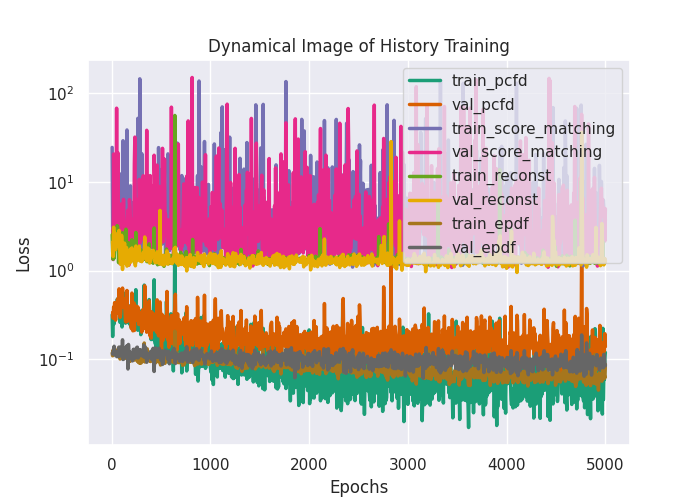 Dynamical Image of History Training
Loss
10²
10¹
10⁰
10⁻¹
train_pcfd
val_pcfd
train_score_matching
val_score_matching
train_reconst
val_reconst
train_epdf
val_epdf
0 1000 2000 3000 4000 5000
Epochs